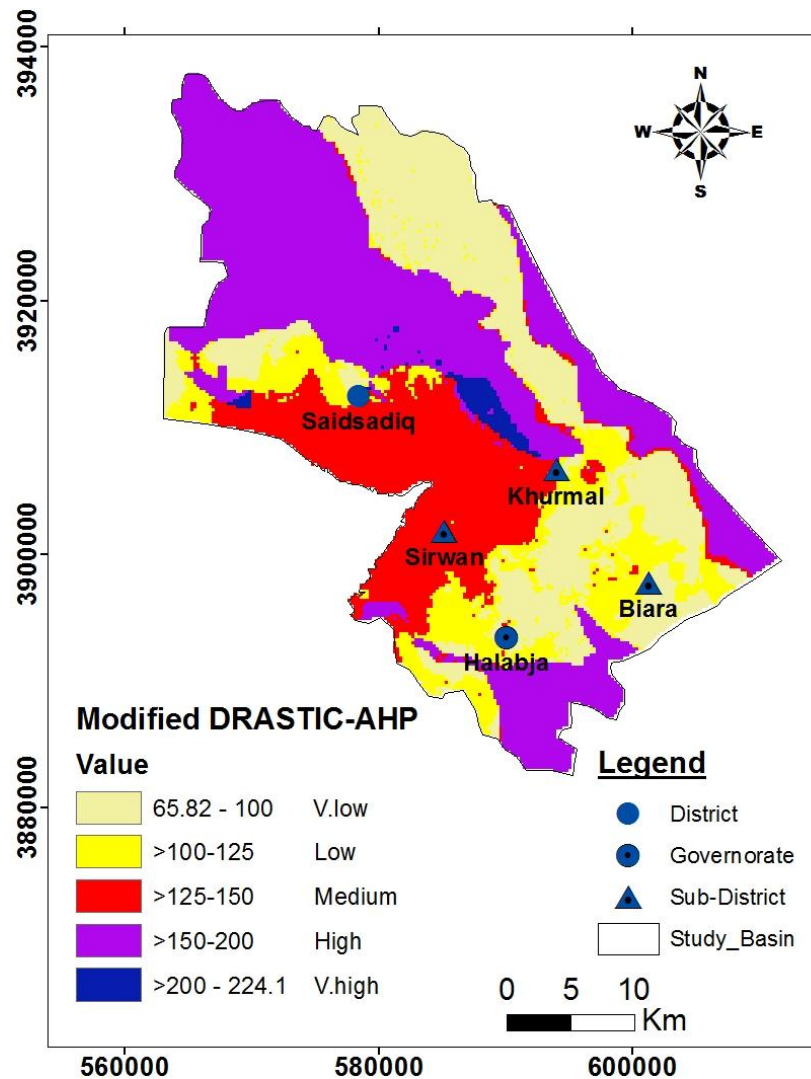 394000
N
W E
S
3920000
Saidsadiq
Khurmal
3900000
Sirwan
Biara
Halabja
Modified DRASTIC-AHP
Value
Legend
65.82 - 100 V.low
District
3880000
>100-125 Low
Governorate
>125-150 Medium
Sub-District
>150-200 High
Study_Basin
>200 - 224.1 V.high
0 5 10
Km
560000 580000 600000